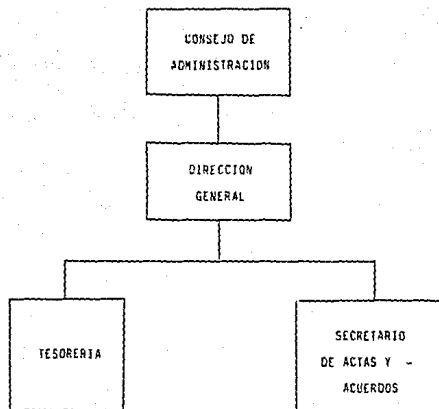 CONSEJO DE
ADMINISTRACION
DIRECCION
GENERAL
TESORERIA
SECRETARIO
DE ACTAS Y -
ACUERDOS